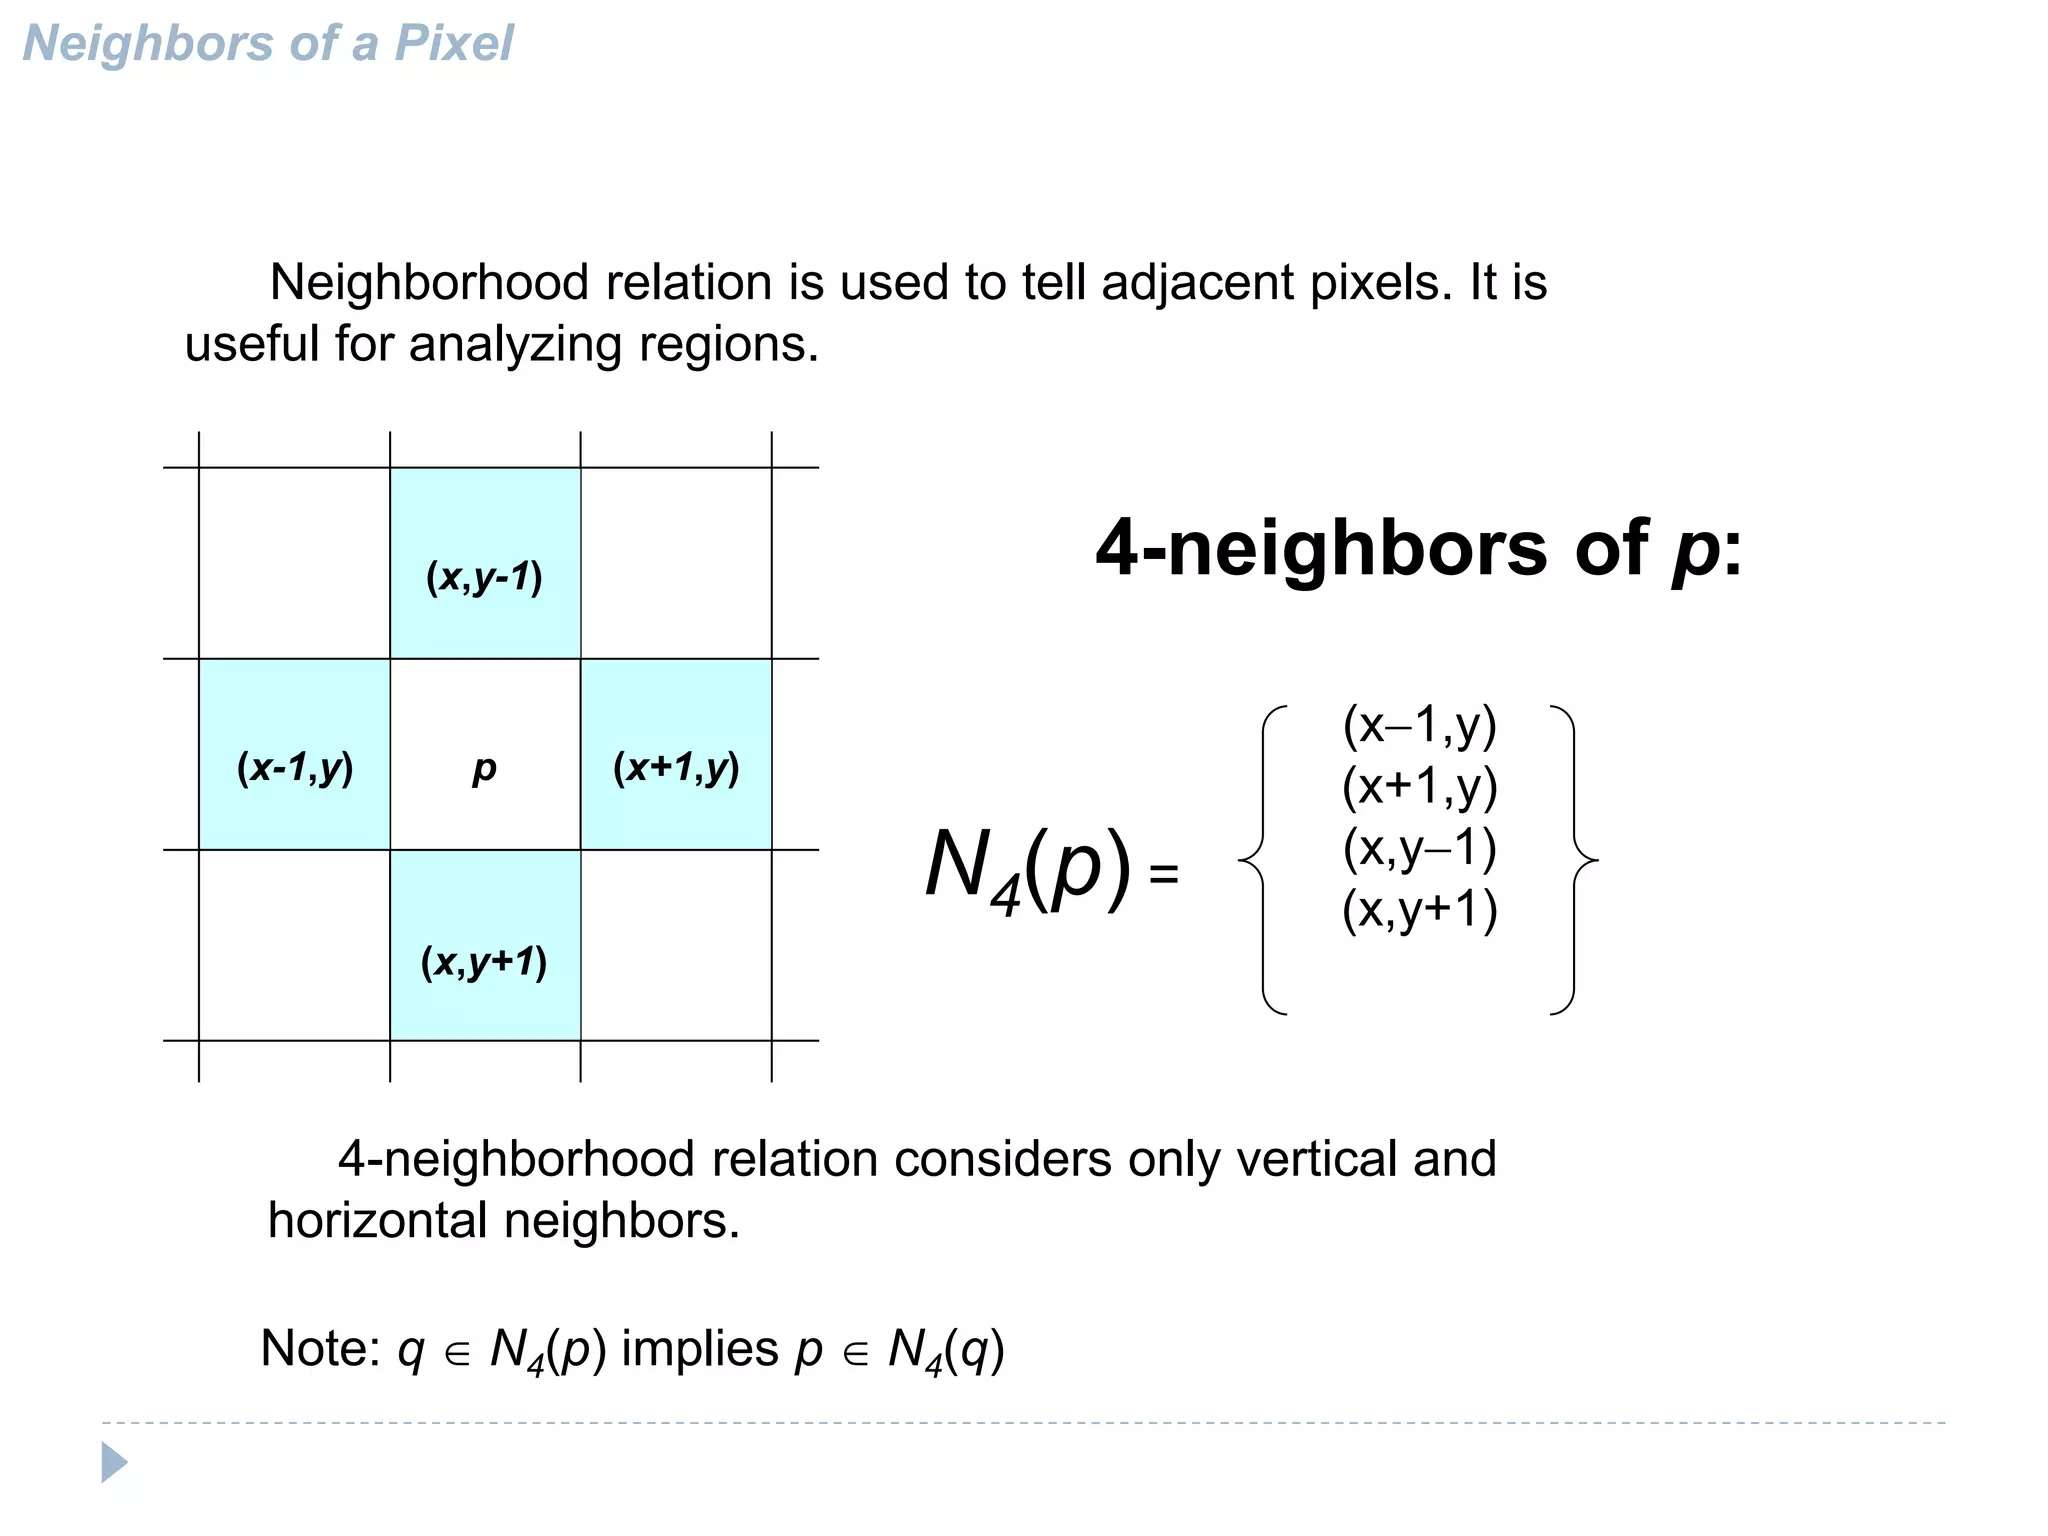 Neighbors of a Pixel
Neighborhood relation is used to tell adjacent pixels. It is
useful for analyzing regions.
(x,y-1)
(x-1,y) p (x+1,y)
(x,y+1)
4-neighbors of p:
N4(p) =
(x−1,y)
(x+1,y)
(x,y−1)
(x,y+1)
4-neighborhood relation considers only vertical and
horizontal neighbors.
Note: q ∈ N4(p) implies p ∈ N4(q)